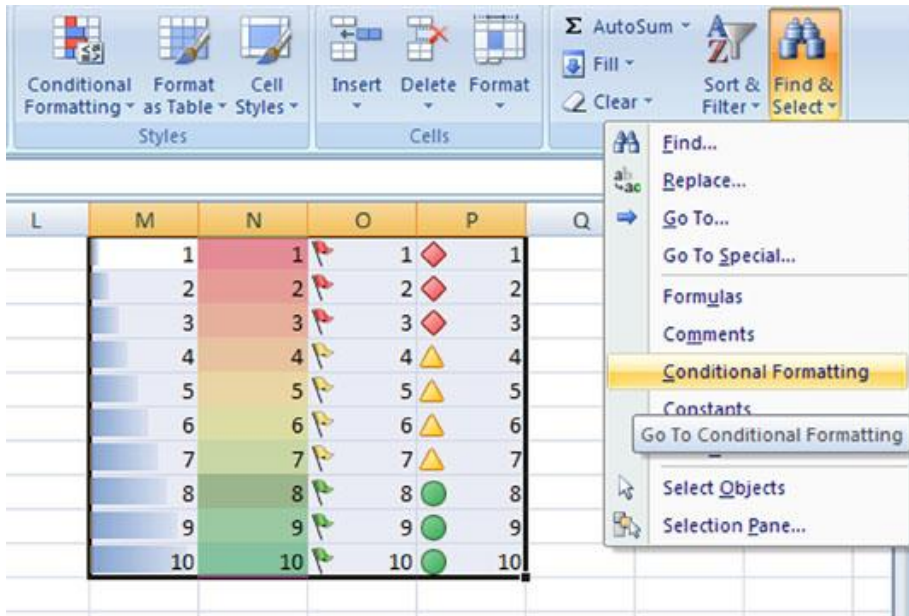 Conditional Formatting
Format as Table
Cell Styles
Styles
Insert
Delete
Format
Cells
Σ AutoSum
Fill
Clear
Sort & Filter
Find & Select
Find...
Replace...
Go To...
Go To Special...
Formulas
Comments
Conditional Formatting
Constants
Go To Conditional Formatting
Select Objects
Selection Pane...
L M N O P Q
1 1 1 1
2 2 2 2
3 3 3 3
4 4 4 4
5 5 5 5
6 6 6 6
7 7 7 7
8 8 8 8
9 9 9 9
10 10 10 10